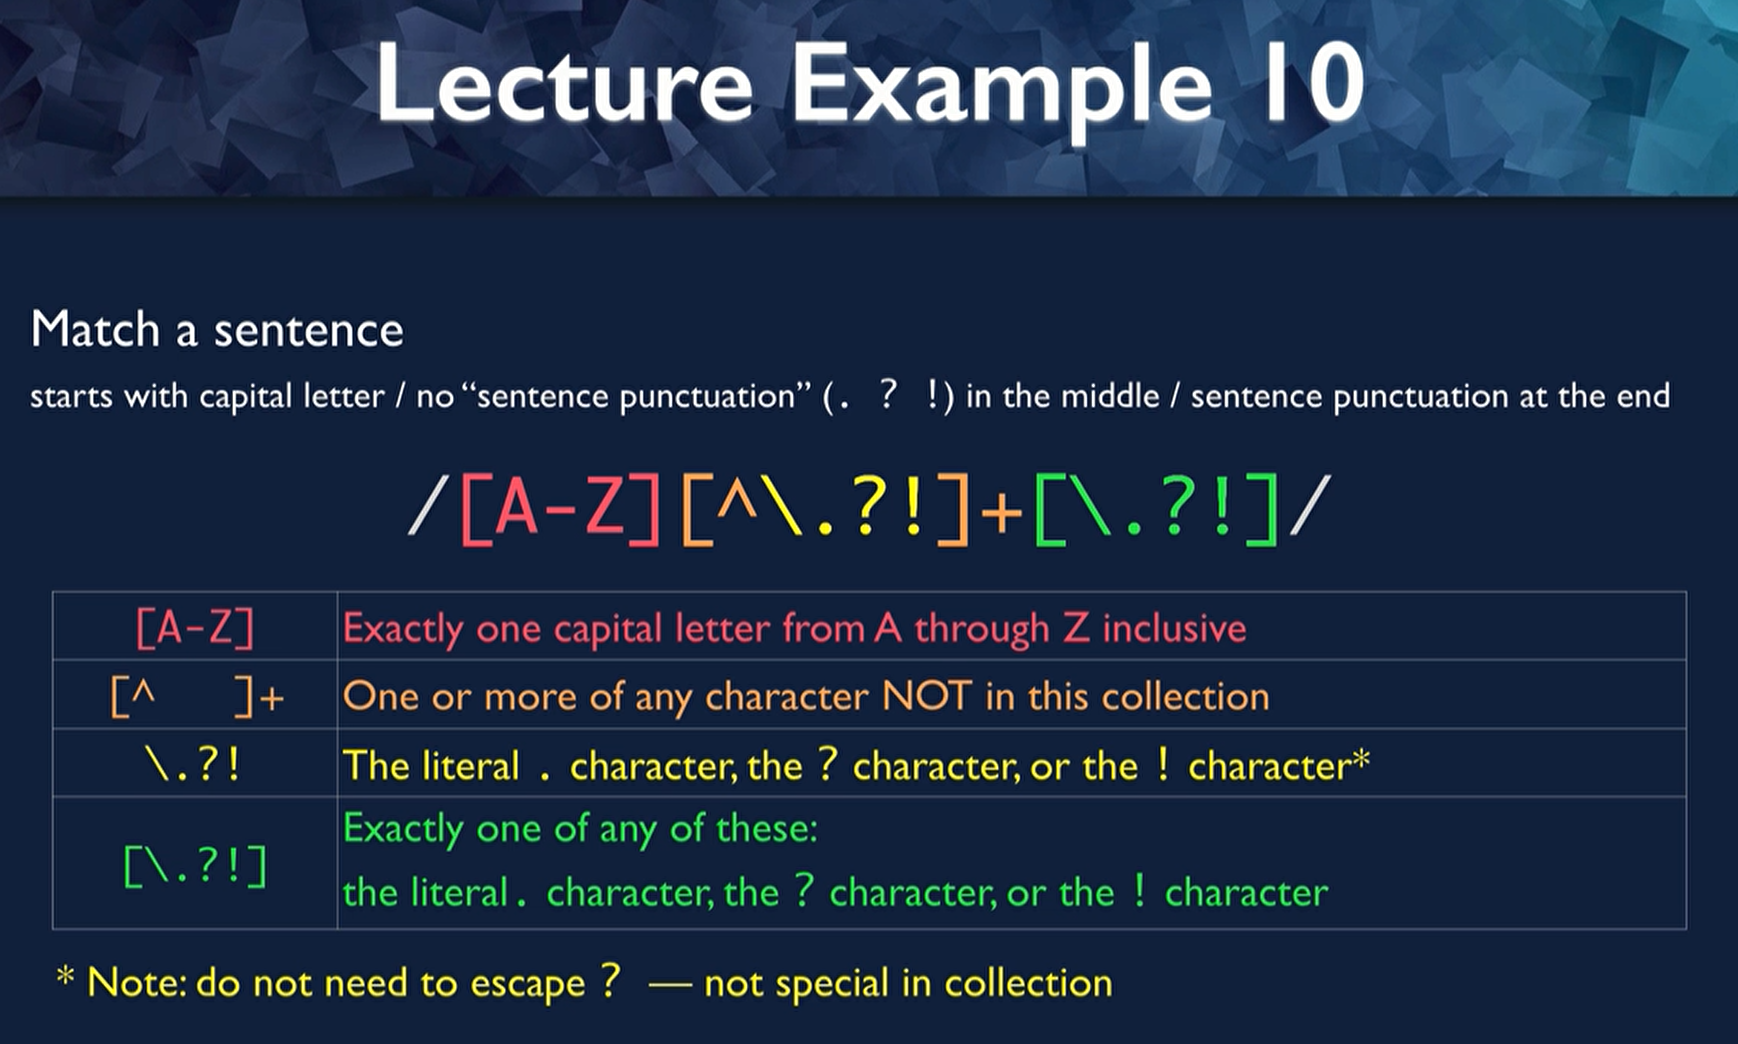 Lecture Example 10
Match a sentence
starts with capital letter / no “sentence punctuation” (. ? !) in the middle / sentence punctuation at the end
/[A-Z][^\.?!]+[\.?!]/
[A-Z] Exactly one capital letter from A through Z inclusive
[^ ]+ One or more of any character NOT in this collection
\.?! The literal . character, the ? character, or the ! character*
Exactly one of any of these:
[\.?!] the literal . character, the ? character, or the ! character
* Note: do not need to escape ? — not special in collection